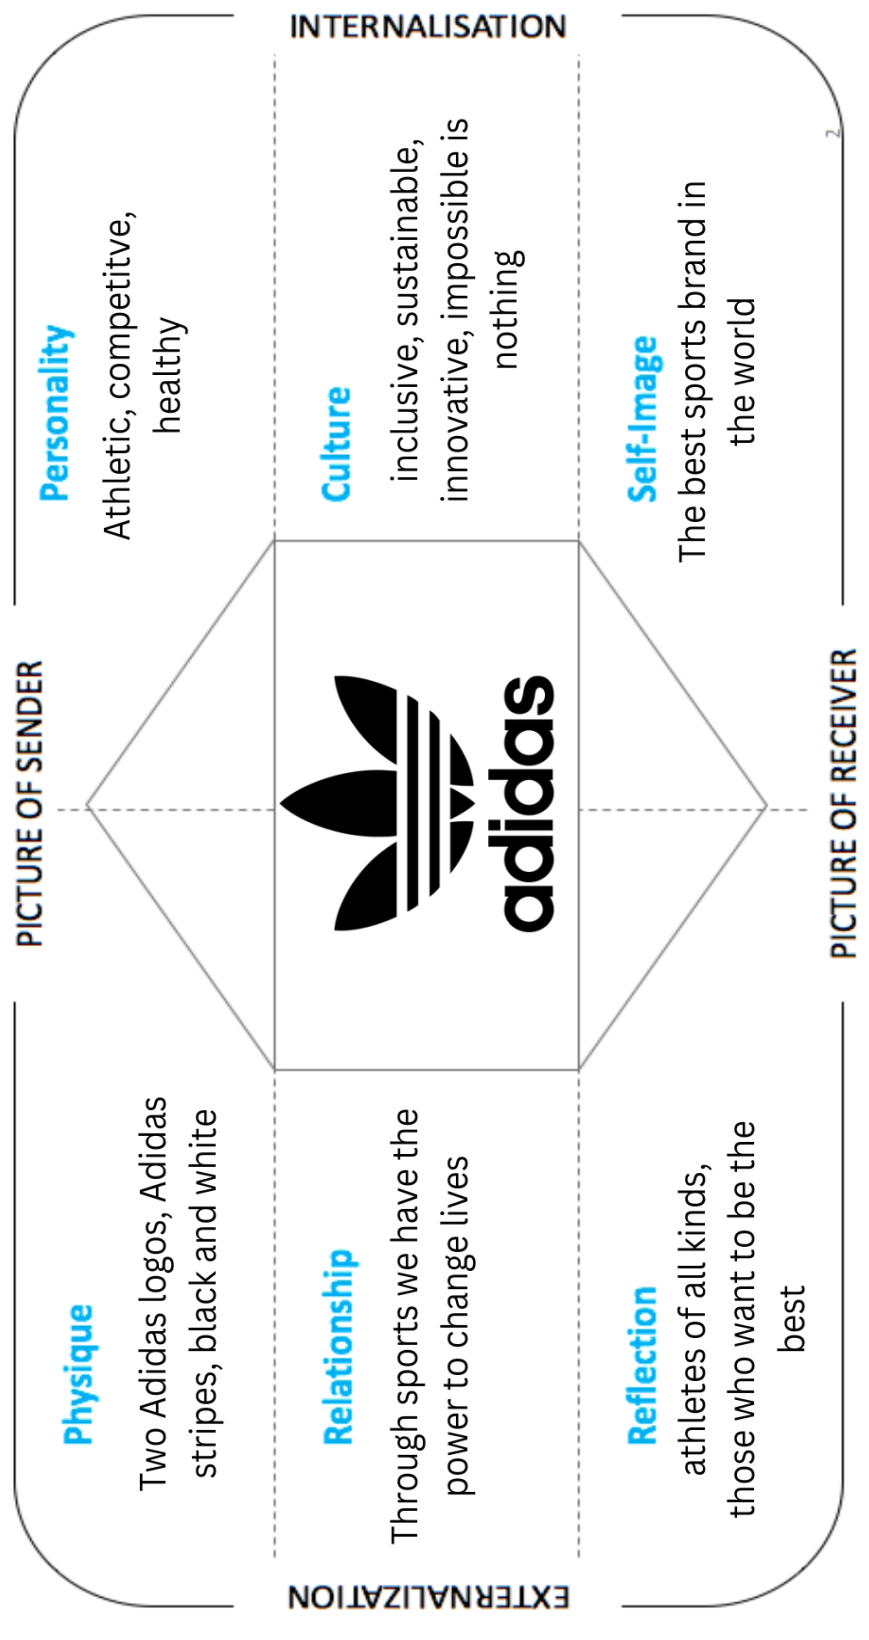 PICTURE OF SENDER
Physique
Two Adidas logos, Adidas
stripes, black and white
Personality
Athletic, competitve,
healthy
EXTERNALIZATION
Relationship
Through sports we have the
power to change lives
adidas
Culture
inclusive, sustainable,
innovative, impossible is
nothing
INTERNALISATION
Reflection
athletes of all kinds,
those who want to be the
best
Self-Image
The best sports brand in
the world
PICTURE OF RECEIVER
2